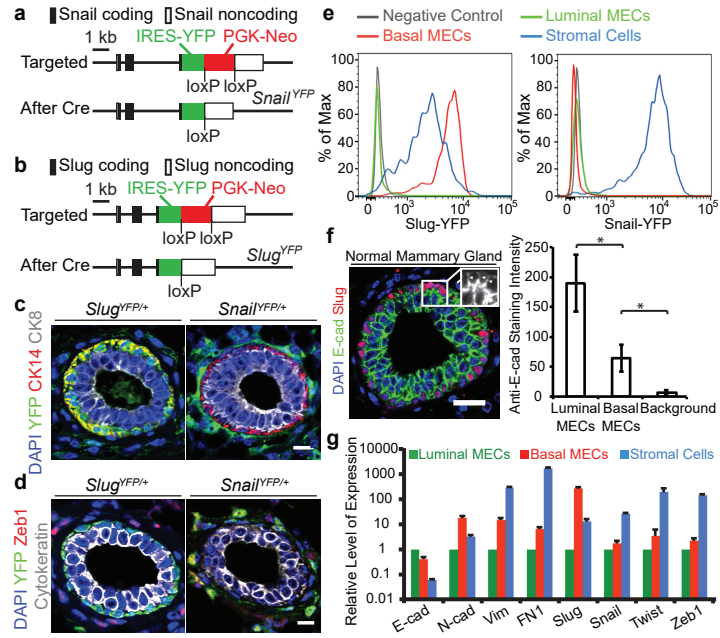 a
Snail coding
Snail noncoding
1 kb
IRES-YFP
PGK-Neo
Targeted
loxP
loxP
Snail^YFP
After Cre
loxP
b
Slug coding
Slug noncoding
1 kb
IRES-YFP
PGK-Neo
Targeted
loxP
loxP
After Cre
Slug^YFP
loxP
c
Slug^YFP/+
Snail^YFP/+
DAPI YFP CK14 CK8
d
Slug^YFP/+
Snail^YFP/+
DAPI YFP Zeb1
Cytokeratin
e
Negative Control
Luminal MECs
Basal MECs
Stromal Cells
% of Max
100
80
60
40
20
0
0 10^3 10^4 10^5
Slug-YFP
% of Max
100
80
60
40
20
0
0 10^3 10^4 10^5
Snail-YFP
f
Normal Mammary Gland
DAPI E-cad Slug
Anti-E-cad Staining Intensity
250
200
150
100
50
0
*
*
Luminal MECs
Basal MECs
Background
g
Luminal MECs
Basal MECs
Stromal Cells
Relative Level of Expression
10000
1000
100
10
1
0.1
0.01
E-cad
N-cad
Vim
FN1
Slug
Snail
Twist
Zeb1